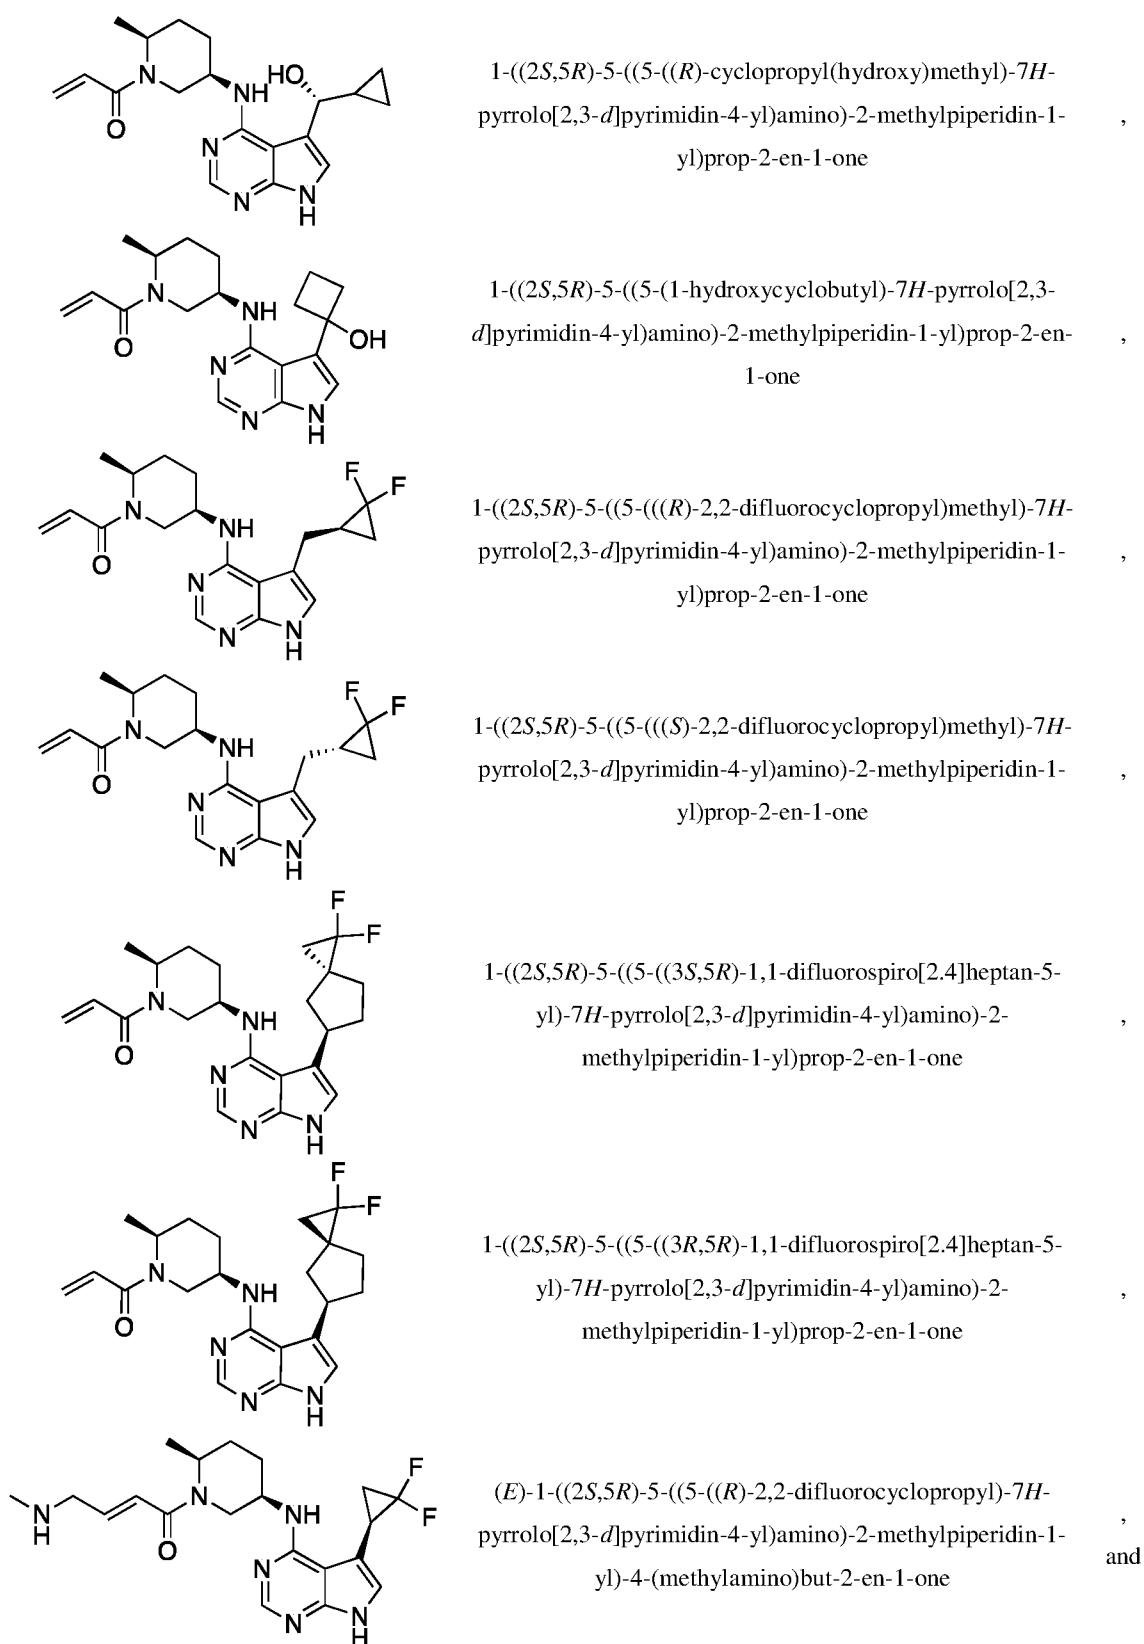 1-((2S,5R)-5-((5-((R)-cyclopropyl(hydroxy)methyl)-7H-
pyrrolo[2,3-d]pyrimidin-4-yl)amino)-2-methylpiperidin-1- ,
yl)prop-2-en-1-one
N
O
NH
HO
N
N
N
H
1-((2S,5R)-5-((5-(1-hydroxycyclobutyl)-7H-pyrrolo[2,3-
d]pyrimidin-4-yl)amino)-2-methylpiperidin-1-yl)prop-2-en- ,
1-one
N
O
NH
OH
N
N
N
H
1-((2S,5R)-5-((5-(((R)-2,2-difluorocyclopropyl)methyl)-7H-
pyrrolo[2,3-d]pyrimidin-4-yl)amino)-2-methylpiperidin-1- ,
yl)prop-2-en-1-one
F
F
N
O
NH
N
N
N
H
1-((2S,5R)-5-((5-(((S)-2,2-difluorocyclopropyl)methyl)-7H-
pyrrolo[2,3-d]pyrimidin-4-yl)amino)-2-methylpiperidin-1- ,
yl)prop-2-en-1-one
F
F
N
O
NH
N
N
N
H
1-((2S,5R)-5-((5-((3S,5R)-1,1-difluorospiro[2.4]heptan-5-
yl)-7H-pyrrolo[2,3-d]pyrimidin-4-yl)amino)-2- ,
methylpiperidin-1-yl)prop-2-en-1-one
F
F
N
O
NH
N
N
N
H
1-((2S,5R)-5-((5-((3R,5R)-1,1-difluorospiro[2.4]heptan-5-
yl)-7H-pyrrolo[2,3-d]pyrimidin-4-yl)amino)-2- ,
methylpiperidin-1-yl)prop-2-en-1-one
F
F
N
O
NH
N
N
N
H
(E)-1-((2S,5R)-5-((5-((R)-2,2-difluorocyclopropyl)-7H-
pyrrolo[2,3-d]pyrimidin-4-yl)amino)-2-methylpiperidin-1- ,
and
yl)-4-(methylamino)but-2-en-1-one
N
H
O
N
NH
F
F
N
N
N
H